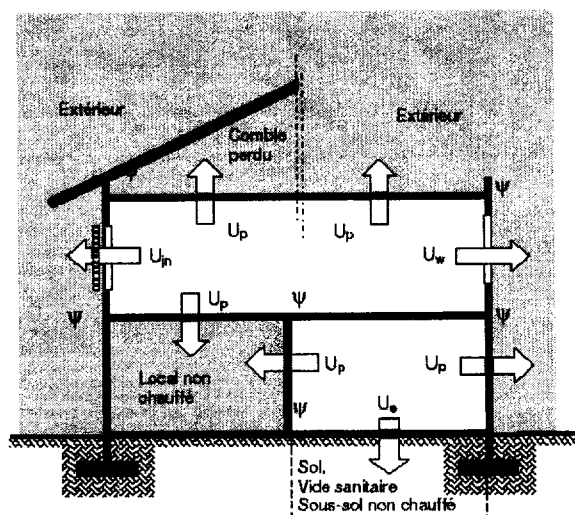 Extérieur
Comble
perdu
Extérieur
Ψ
Up
Up
Ujn
Uw
Ψ
Up
Ψ
Ψ
Up
Up
Local non
chauffé
Ψ
Ue
Sol,
Vide sanitaire
Sous-sol non chauffé